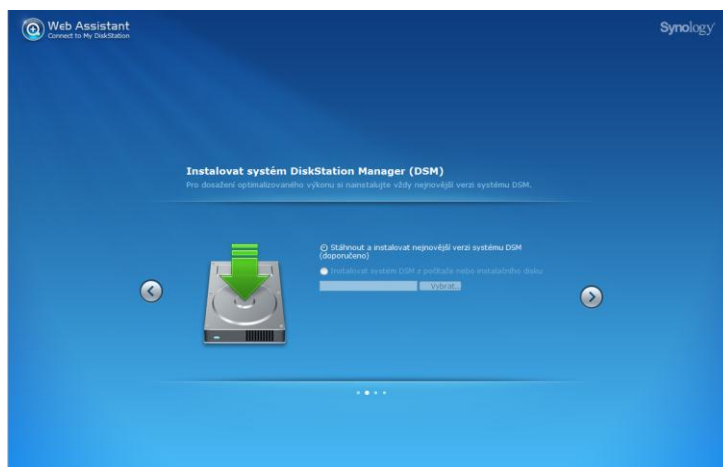 Web Assistant
Connect to My DiskStation
Synology
Instalovat systém DiskStation Manager (DSM)
Pro dosažení optimalizovaného výkonu si nainstalujte vždy nejnovější verzi systému DSM.
Stáhnout a instalovat nejnovější verzi systému DSM
(doporučeno)
Instalovat systém DSM z počítače nebo instalačního disku
Vybrat...